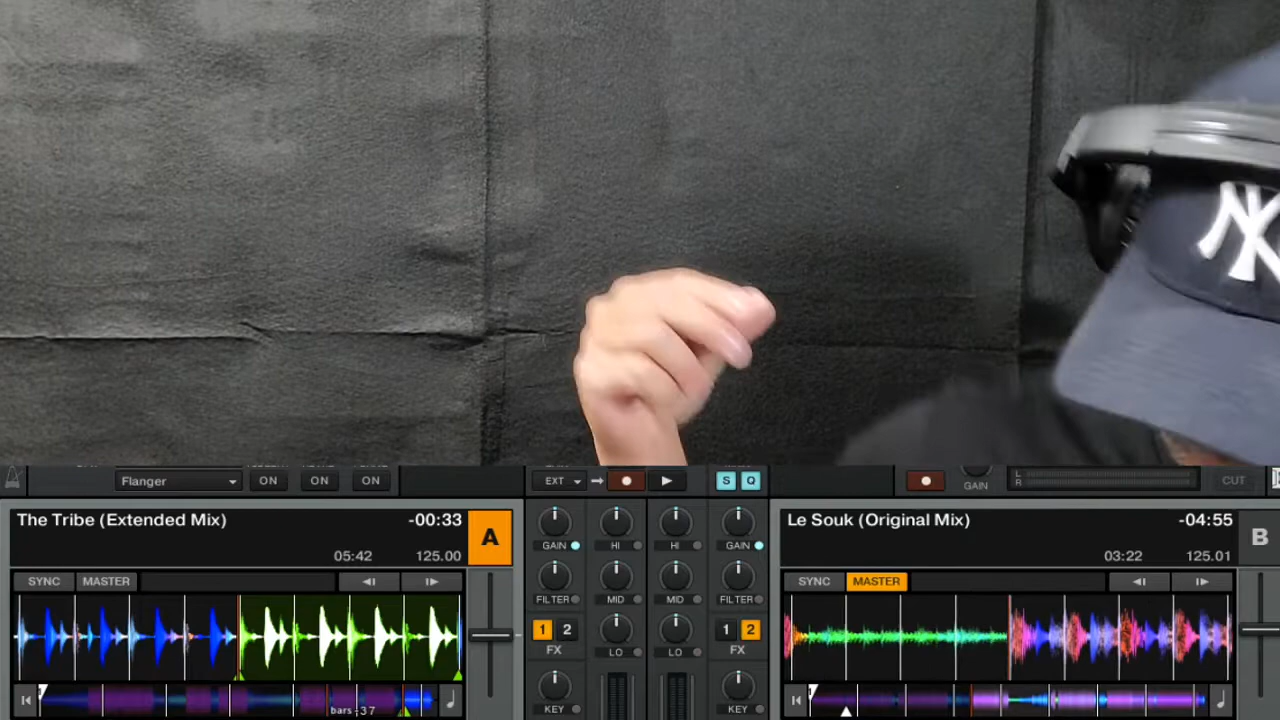 NY
Flanger
ON
ON
ON
EXT
S
Q
GAIN
L
R
CUT
The Tribe (Extended Mix)
-00:33
A
05:42
125.00
SYNC
MASTER
GAIN
HI
HI
GAIN
FILTER
MID
MID
FILTER
1
2
FX
LO
LO
1
2
FX
KEY
KEY
Le Souk (Original Mix)
-04:55
B
03:22
125.01
SYNC
MASTER